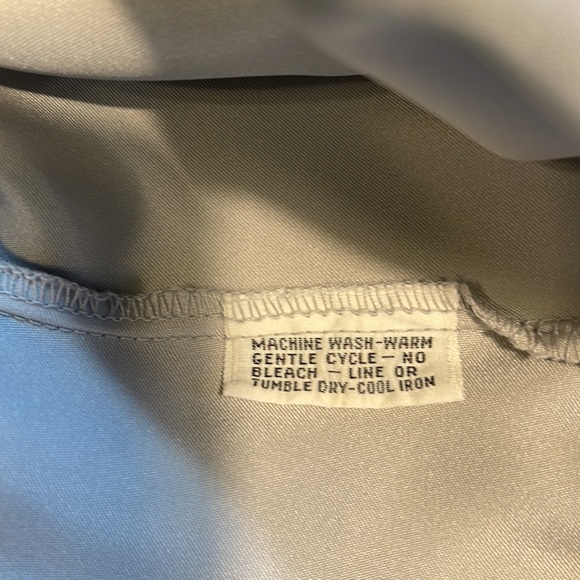 MACHINE WASH-WARM
GENTLE CYCLE — NO
BLEACH — LINE OR
TUMBLE DRY-COOL IRON